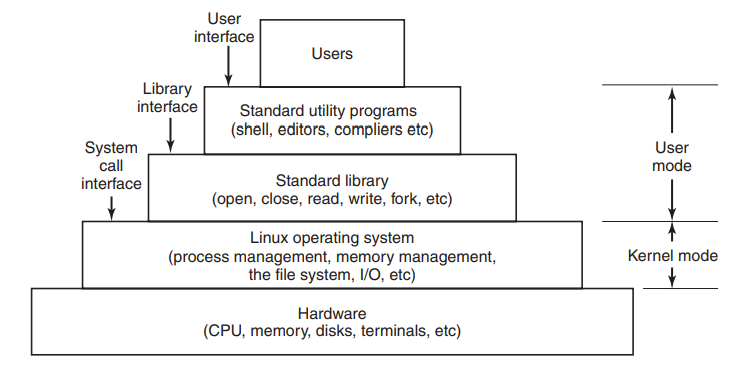 User
interface
Users
Library
interface
Standard utility programs
(shell, editors, compliers etc)
System
call
interface
Standard library
(open, close, read, write, fork, etc)
User
mode
Linux operating system
(process management, memory management,
the file system, I/O, etc)
Kernel mode
Hardware
(CPU, memory, disks, terminals, etc)